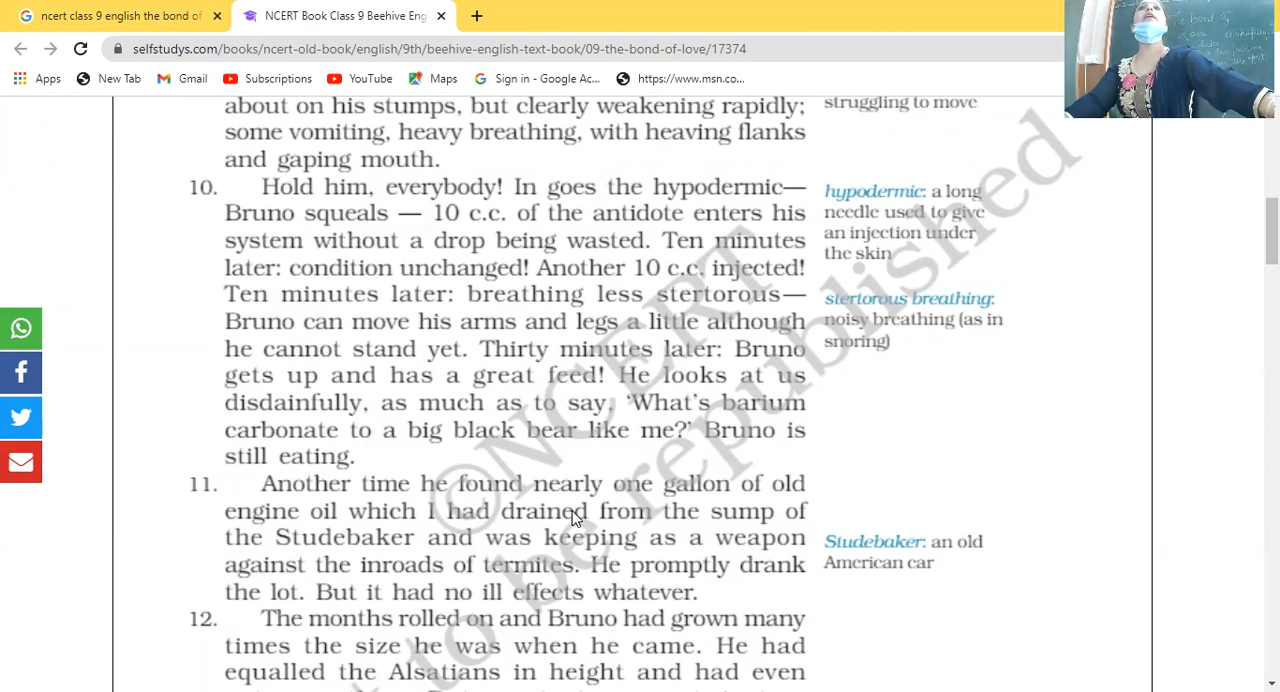 ncert class 9 english the bond of
NCERT Book Class 9 Beehive Eng
selfstudys.com/books/ncert-old-book/english/9th/beehive-english-text-book/09-the-bond-of-love/17374
Apps New Tab Gmail Subscriptions YouTube Maps Sign in - Google Ac... https://www.msn.co...
The Bond of
Love
about on his stumps, but clearly weakening rapidly;
some vomiting, heavy breathing, with heaving flanks
and gaping mouth.
struggling to move
10. Hold him, everybody! In goes the hypodermic—
Bruno squeals — 10 c.c. of the antidote enters his
system without a drop being wasted. Ten minutes
later: condition unchanged! Another 10 c.c. injected!
Ten minutes later: breathing less stertorous—
Bruno can move his arms and legs a little although
he cannot stand yet. Thirty minutes later: Bruno
gets up and has a great feed! He looks at us
disdainfully, as much as to say, 'What's barium
carbonate to a big black bear like me?' Bruno is
still eating.
hypodermic: a long
needle used to give
an injection under
the skin
stertorous breathing:
noisy breathing (as in
snoring)
11. Another time he found nearly one gallon of old
engine oil which I had drained from the sump of
the Studebaker and was keeping as a weapon
against the inroads of termites. He promptly drank
the lot. But it had no ill effects whatever.
Studebaker: an old
American car
12. The months rolled on and Bruno had grown many
times the size he was when he came. He had
equalled the Alsatians in height and had even
©NCERT
not to be republished